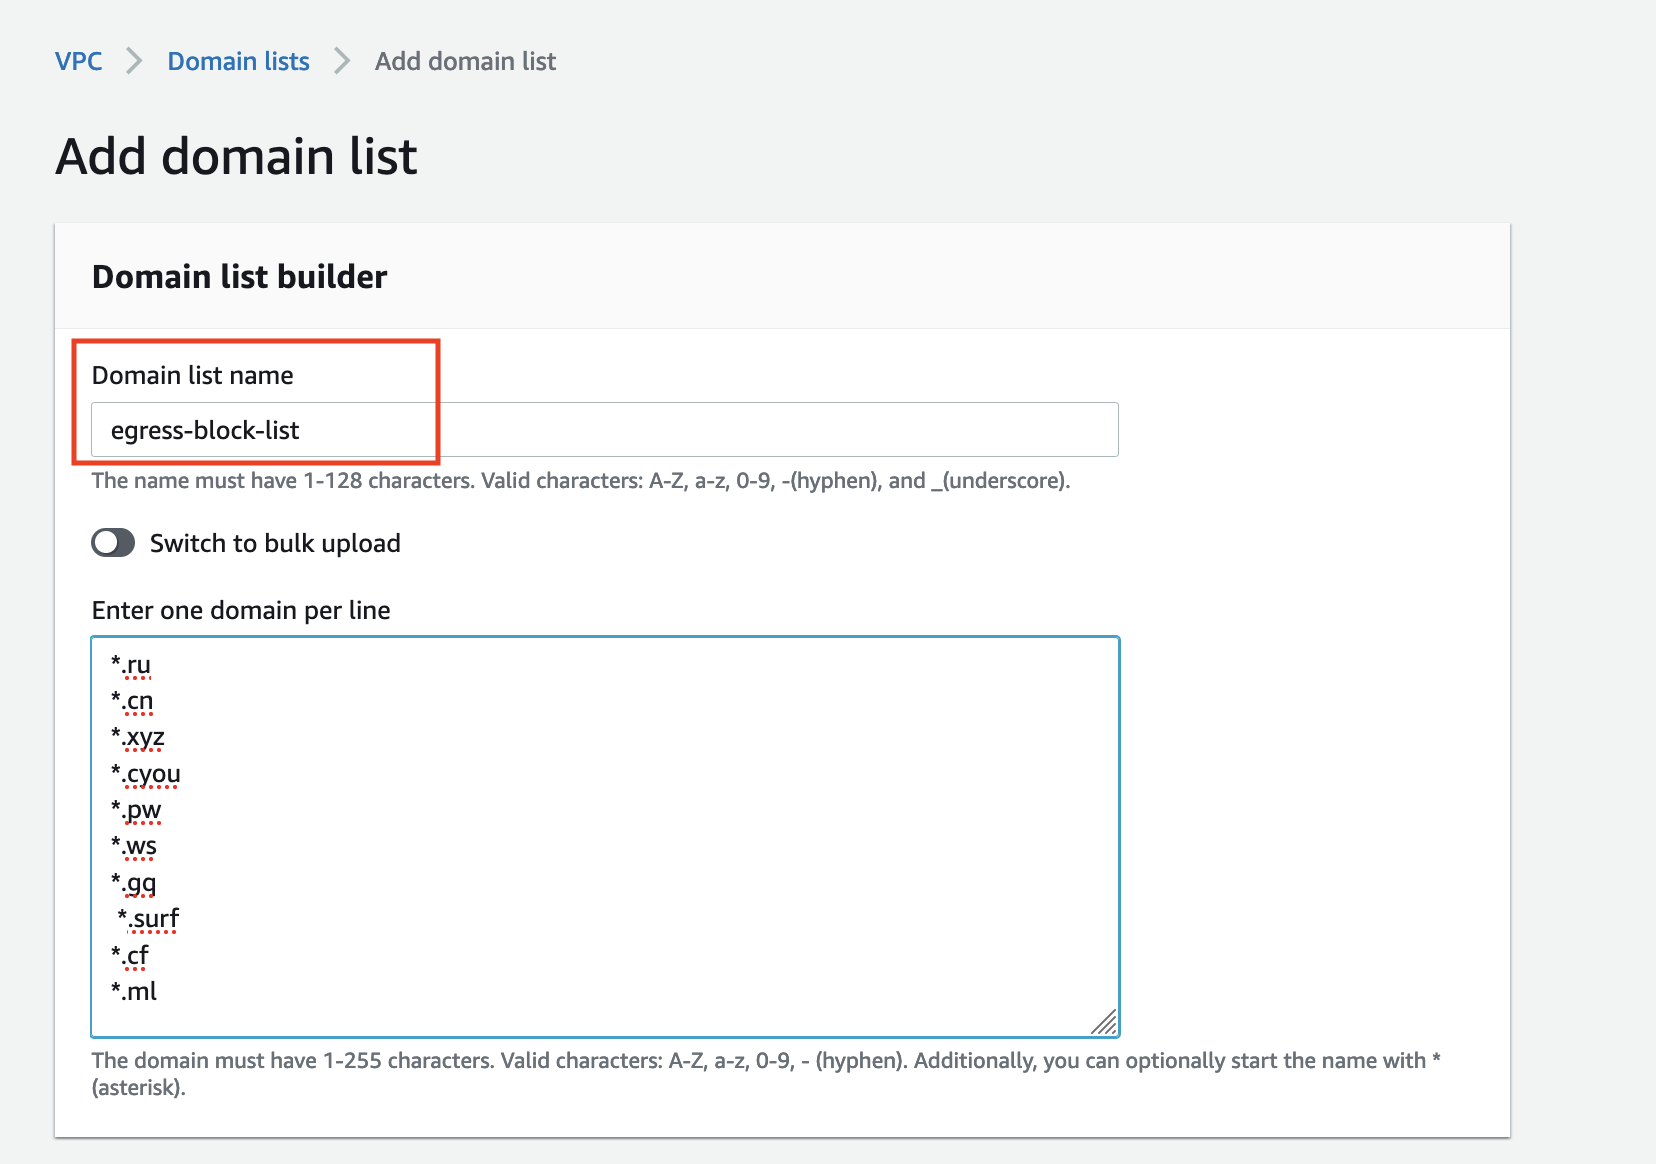 VPC > Domain lists > Add domain list
Add domain list
Domain list builder
Domain list name
egress-block-list
The name must have 1-128 characters. Valid characters: A-Z, a-z, 0-9, -(hyphen), and _(underscore).
Switch to bulk upload
Enter one domain per line
*.ru
*.cn
*.xyz
*.cyou
*.pw
*.ws
*.gq
*.surf
*.cf
*.ml
The domain must have 1-255 characters. Valid characters: A-Z, a-z, 0-9, - (hyphen). Additionally, you can optionally start the name with *
(asterisk).